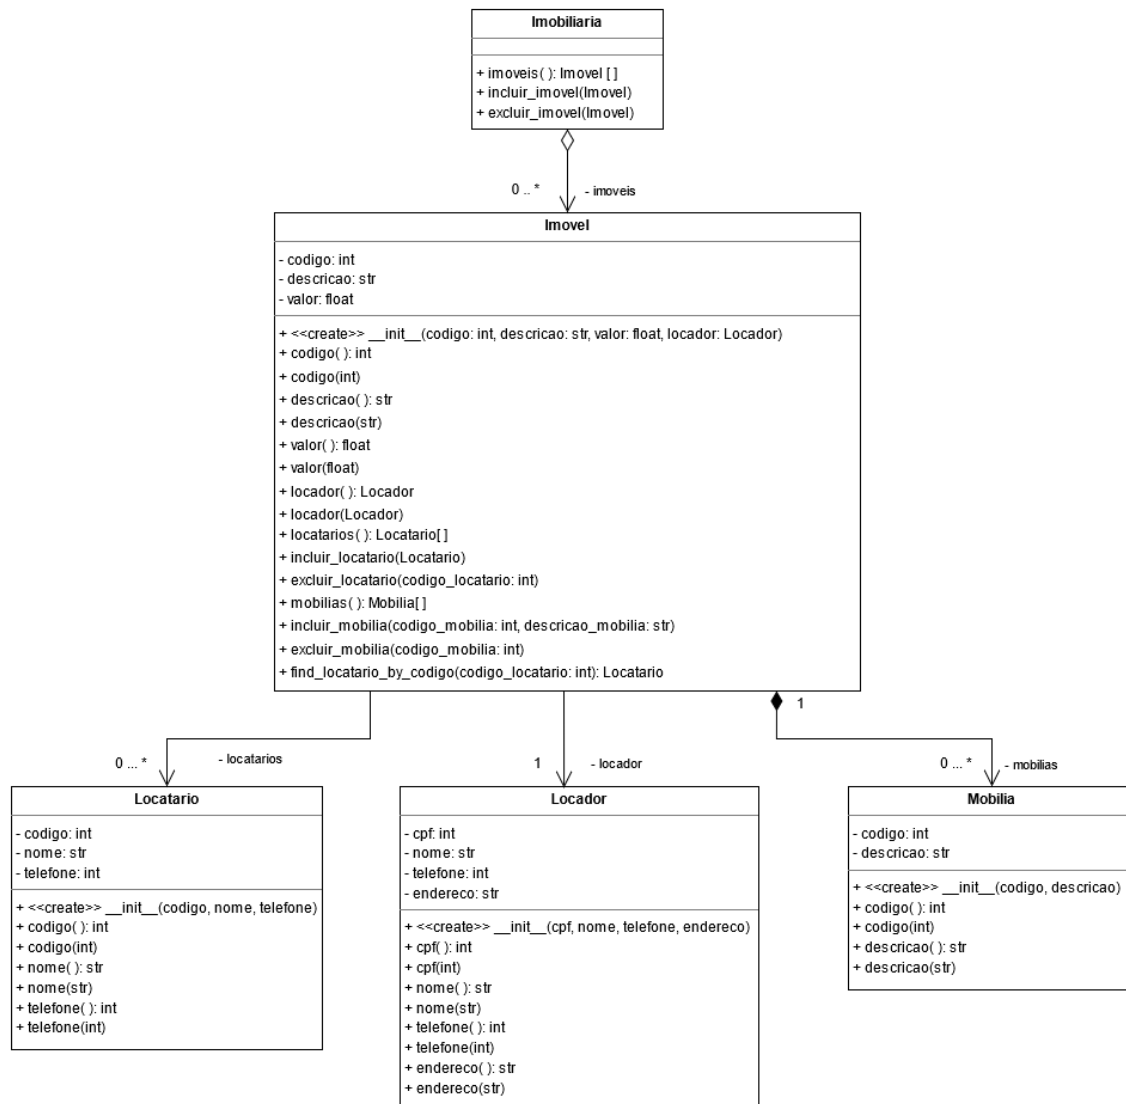 Imobiliaria
+ imoveis( ): Imovel [ ]
+ incluir_imovel(Imovel)
+ excluir_imovel(Imovel)
0 .. *
- imoveis
Imovel
- codigo: int
- descricao: str
- valor: float
+ <<create>> __init__(codigo: int, descricao: str, valor: float, locador: Locador)
+ codigo( ): int
+ codigo(int)
+ descricao( ): str
+ descricao(str)
+ valor( ): float
+ valor(float)
+ locador( ): Locador
+ locador(Locador)
+ locatarios( ): Locatario[ ]
+ incluir_locatario(Locatario)
+ excluir_locatario(codigo_locatario: int)
+ mobilias( ): Mobilia[ ]
+ incluir_mobilia(codigo_mobilia: int, descricao_mobilia: str)
+ excluir_mobilia(codigo_mobilia: int)
+ find_locatario_by_codigo(codigo_locatario: int): Locatario
1
0 ... *
- locatarios
1
- locador
0 ... *
- mobilias
Locatario
- codigo: int
- nome: str
- telefone: int
+ <<create>> __init__(codigo, nome, telefone)
+ codigo( ): int
+ codigo(int)
+ nome( ): str
+ nome(str)
+ telefone( ): int
+ telefone(int)
Locador
- cpf: int
- nome: str
- telefone: int
- endereco: str
+ <<create>> __init__(cpf, nome, telefone, endereco)
+ cpf( ): int
+ cpf(int)
+ nome( ): str
+ nome(str)
+ telefone( ): int
+ telefone(int)
+ endereco( ): str
+ endereco(str)
Mobilia
- codigo: int
- descricao: str
+ <<create>> __init__(codigo, descricao)
+ codigo( ): int
+ codigo(int)
+ descricao( ): str
+ descricao(str)